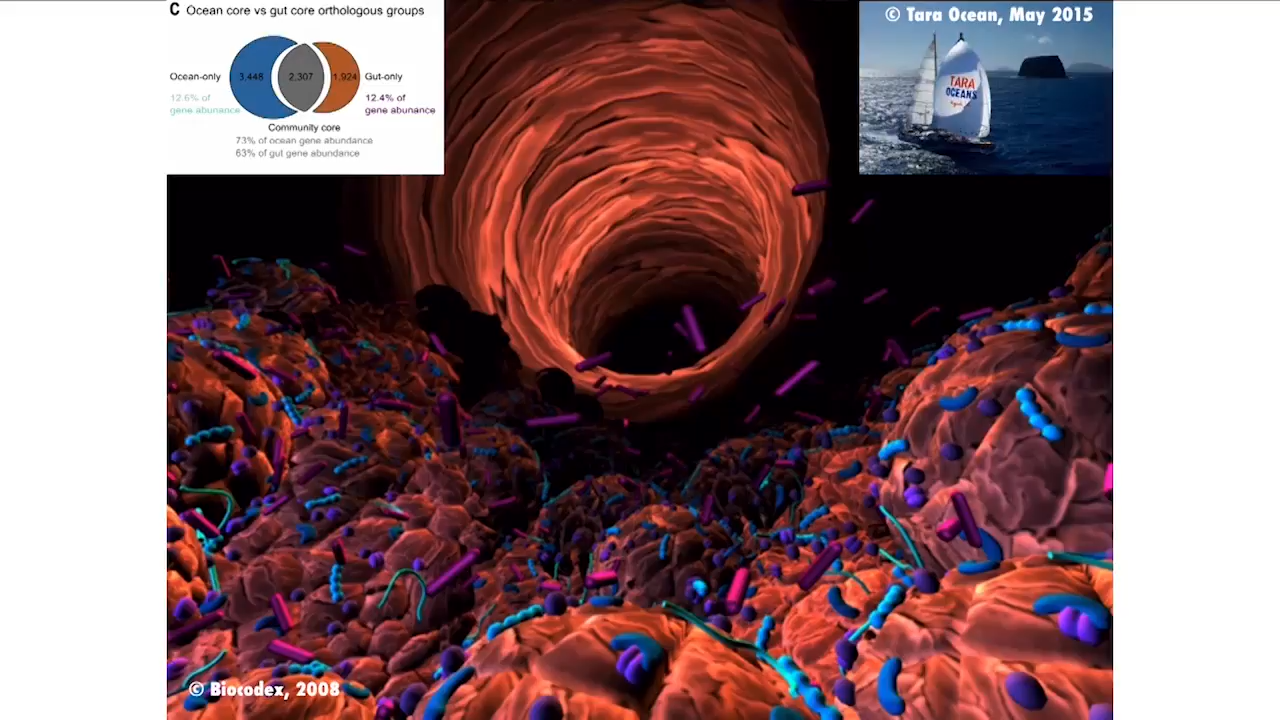 C Ocean core vs gut core orthologous groups
Ocean-only
3,448
2,307
1,924
Gut-only
12.6% of
gene abunance
12.4% of
gene abunance
Community core
73% of ocean gene abundance
63% of gut gene abundance
© Tara Ocean, May 2015
TARA
OCEANS
© Biocodex, 2008